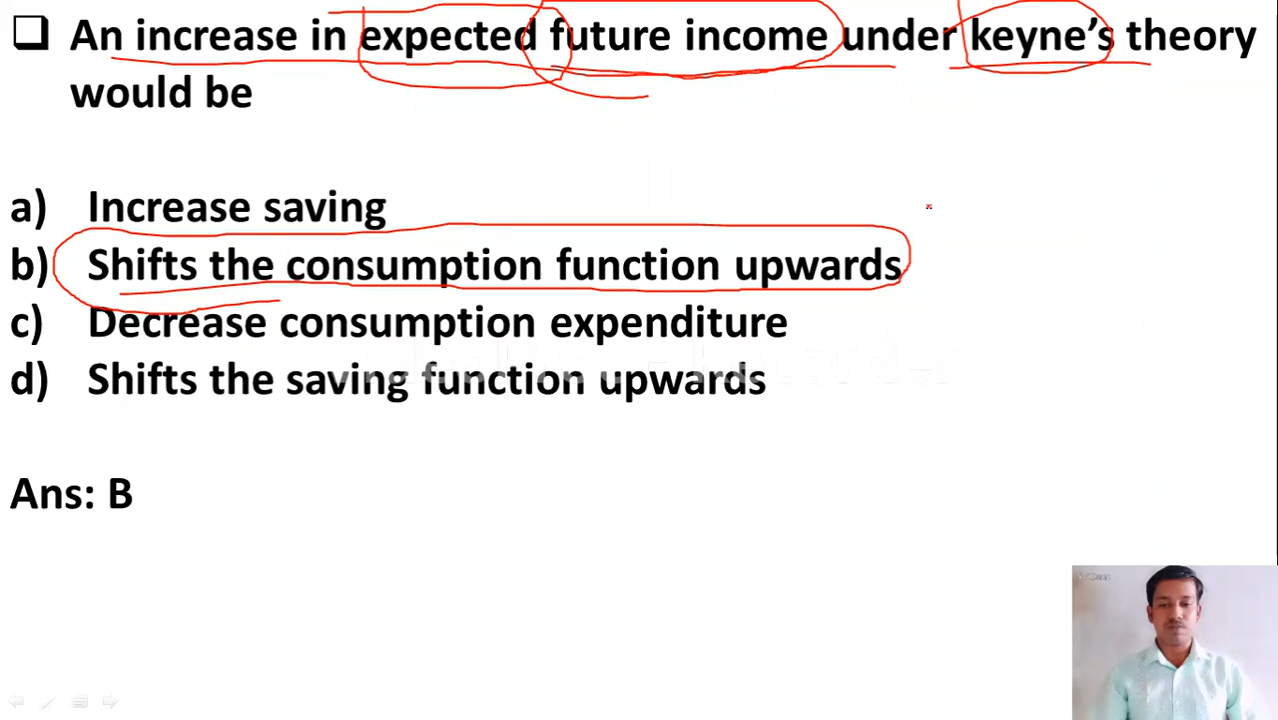 ❑ An increase in expected future income under keyne’s theory
would be
a) Increase saving
b) Shifts the consumption function upwards
c) Decrease consumption expenditure
d) Shifts the saving function upwards
Ans: B